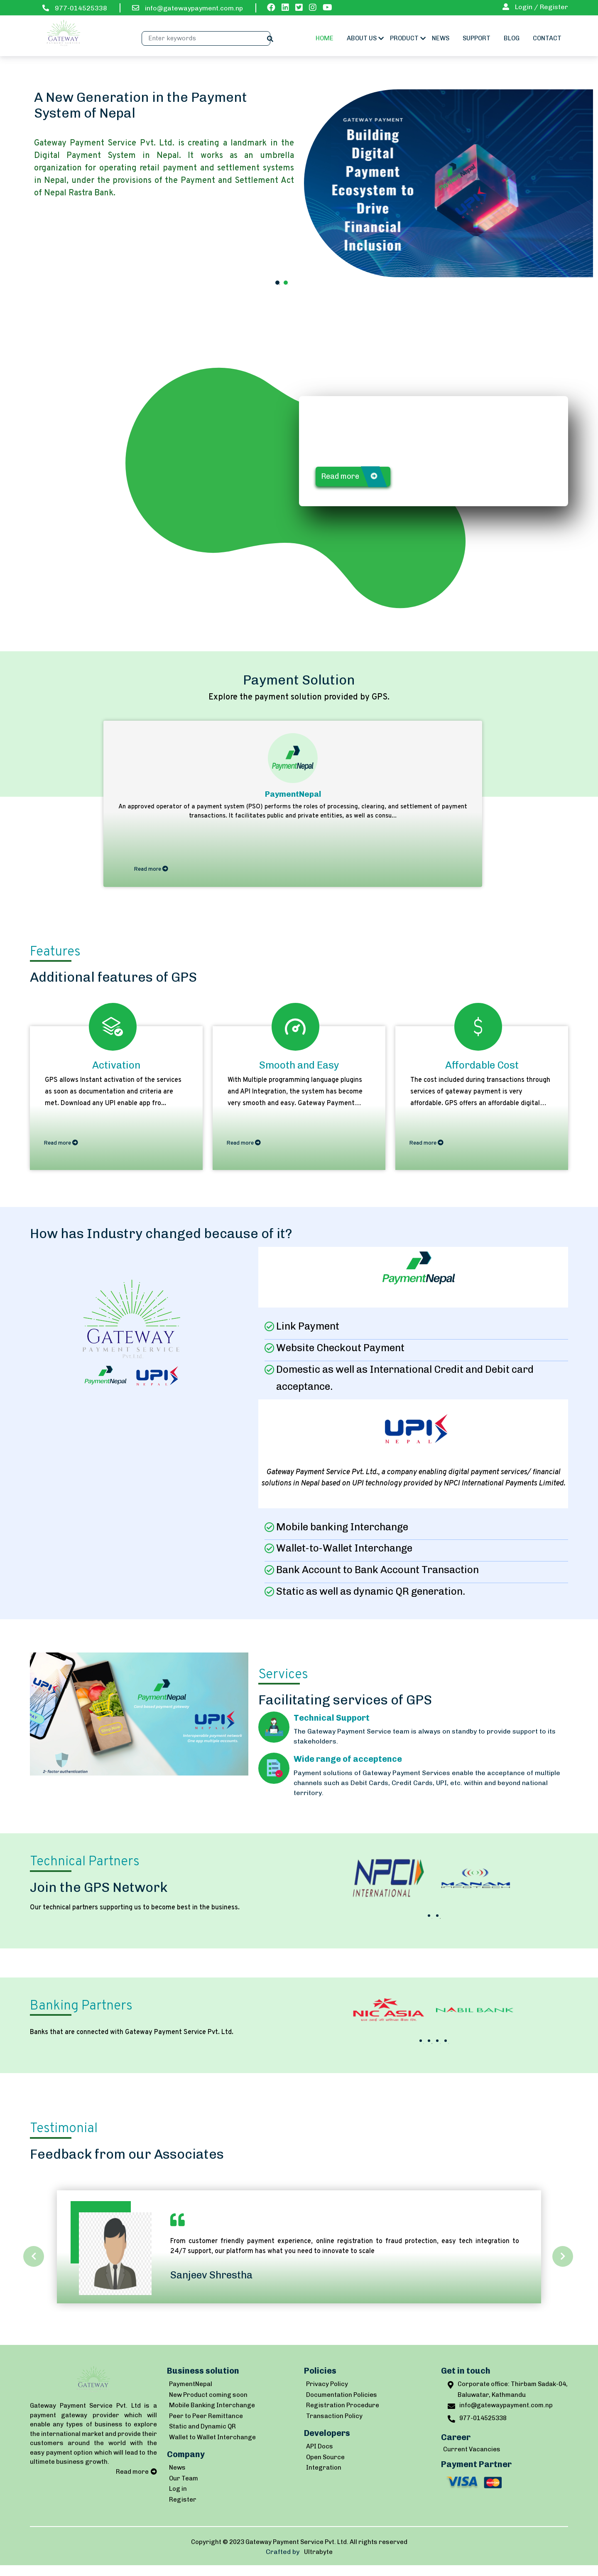 977-014525338
info@gatewaypayment.com.np
Login / Register
GATEWAY
Enter keywords
HOME
ABOUT US
PRODUCT
NEWS
SUPPORT
BLOG
CONTACT
A New Generation in the Payment
System of Nepal
Gateway Payment Service Pvt. Ltd. is creating a landmark in the
Digital Payment System in Nepal. It works as an umbrella
organization for operating retail payment and settlement systems
in Nepal, under the provisions of the Payment and Settlement Act
of Nepal Rastra Bank.
GATEWAY PAYMENT
Building
Digital
Payment
Ecosystem to
Drive
Financial
Inclusion
Read more
Payment Solution
Explore the payment solution provided by GPS.
PaymentNepal
PaymentNepal
An approved operator of a payment system (PSO) performs the roles of processing, clearing, and settlement of payment
transactions. It facilitates public and private entities, as well as consu...
Read more
Features
Additional features of GPS
Activation
GPS allows Instant activation of the services
as soon as documentation and criteria are
met. Download any UPI enable app fro...
Read more
Smooth and Easy
With Multiple programming language plugins
and API Integration, the system has become
very smooth and easy. Gateway Payment...
Read more
Affordable Cost
The cost included during transactions through
services of gateway payment is very
affordable. GPS offers an affordable digital...
Read more
How has Industry changed because of it?
GATEWAY
PAYMENT SERVICE
PaymentNepal
UPI
NEPAL
PaymentNepal
Link Payment
Website Checkout Payment
Domestic as well as International Credit and Debit card
acceptance.
UPI
NEPAL
Gateway Payment Service Pvt. Ltd., a company enabling digital payment services/ financial
solutions in Nepal based on UPI technology provided by NPCI International Payments Limited.
Mobile banking Interchange
Wallet-to-Wallet Interchange
Bank Account to Bank Account Transaction
Static as well as dynamic QR generation.
UPI
PaymentNepal
UPI
NEPAL
2- factor authentication
Services
Facilitating services of GPS
Technical Support
The Gateway Payment Service team is always on standby to provide support to its
stakeholders.
Wide range of acceptence
Payment solutions of Gateway Payment Services enable the acceptance of multiple
channels such as Debit Cards, Credit Cards, UPI, etc. within and beyond national
territory.
Technical Partners
Join the GPS Network
Our technical partners supporting us to become best in the business.
NPCI
INTERNATIONAL
MANAM
INFOTECH
Banking Partners
Banks that are connected with Gateway Payment Service Pvt. Ltd.
NIC ASIA
NABIL BANK
Testimonial
Feedback from our Associates
From customer friendly payment experience, online registration to fraud protection, easy tech integration to
24/7 support, our platform has what you need to innovate to scale
Sanjeev Shrestha
GATEWAY
Gateway Payment Service Pvt. Ltd is a
payment gateway provider which will
enable any types of business to explore
the international market and provide their
customers around the world with the
easy payment option which will lead to the
ultimete business growth.
Read more
Business solution
PaymentNepal
New Product coming soon
Mobile Banking Interchange
Peer to Peer Remittance
Static and Dynamic QR
Wallet to Wallet Interchange
Company
News
Our Team
Log in
Register
Policies
Privacy Policy
Documentation Policies
Registration Procedure
Transaction Policy
Developers
API Docs
Open Source
Integration
Get in touch
Corporate office: Thirbam Sadak-04,
Baluwatar, Kathmandu
info@gatewaypayment.com.np
977-014525338
Career
Current Vacancies
Payment Partner
VISA
MasterCard
Copyright © 2023 Gateway Payment Service Pvt. Ltd. All rights reserved
Crafted by Ultrabyte